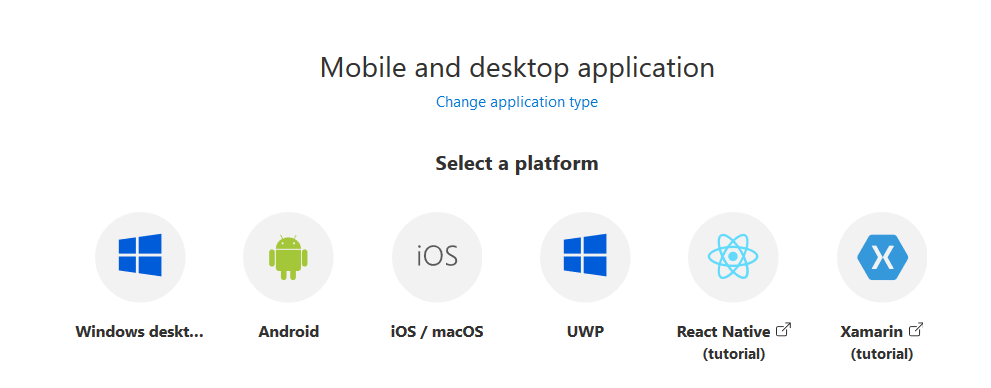 Mobile and desktop application
Change application type
Select a platform
iOS
X
Windows deskt...
Android
iOS / macOS
UWP
React Native
(tutorial)
Xamarin
(tutorial)